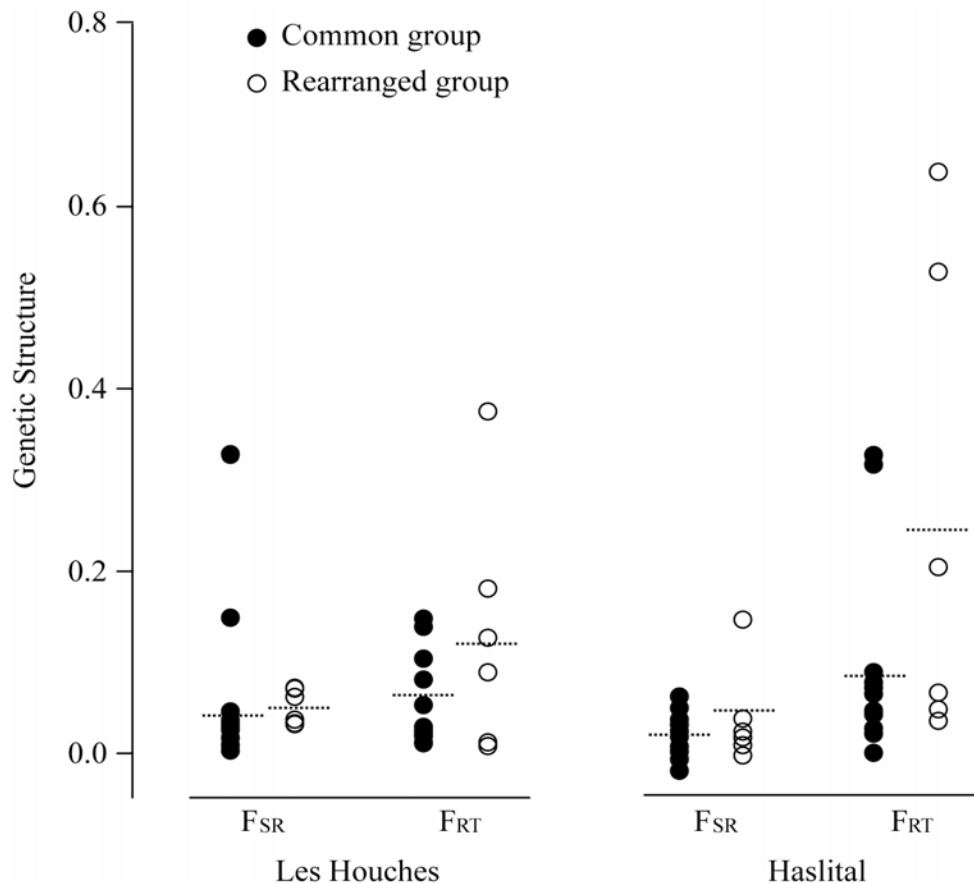 0.8
Common group
Rearranged group
0.6
0.4
0.2
0.0
Genetic Structure
FSR
FRT
FSR
FRT
Les Houches
Haslital